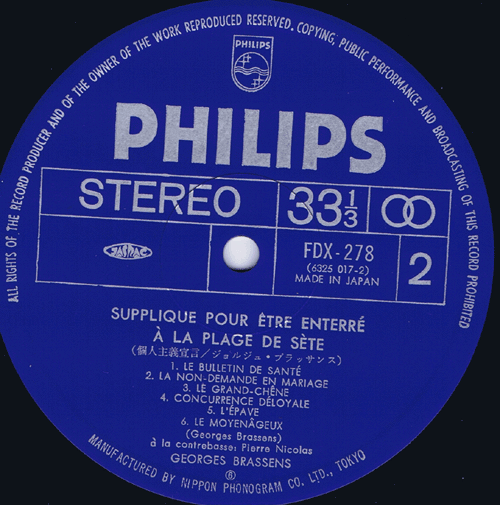 ALL RIGHTS OF THE RECORD PRODUCER AND OF THE OWNER OF THE WORK REPRODUCED RESERVED. COPYING, PUBLIC PERFORMANCE AND BROADCASTING OF THIS RECORD PROHIBITED
PHILIPS
PHILIPS
STEREO
33 1/3
JASRAC
FDX-278
(6325 017-2)
MADE IN JAPAN
2
SUPPLIQUE POUR ÊTRE ENTERRÉ
À LA PLAGE DE SÈTE
(個人主義宣言/ジョルジュ・ブラッサンス)
1. LE BULLETIN DE SANTÉ
2. LA NON-DEMANDE EN MARIAGE
3. LE GRAND-CHÊNE
4. CONCURRENCE DÉLOYALE
5. L'ÉPAVE
6. LE MOYENÂGEUX
(Georges Brassens)
à la contrebasse: Pierre Nicolas
GEORGES BRASSENS
Ⓟ
MANUFACTURED BY NIPPON PHONOGRAM CO. LTD., TOKYO